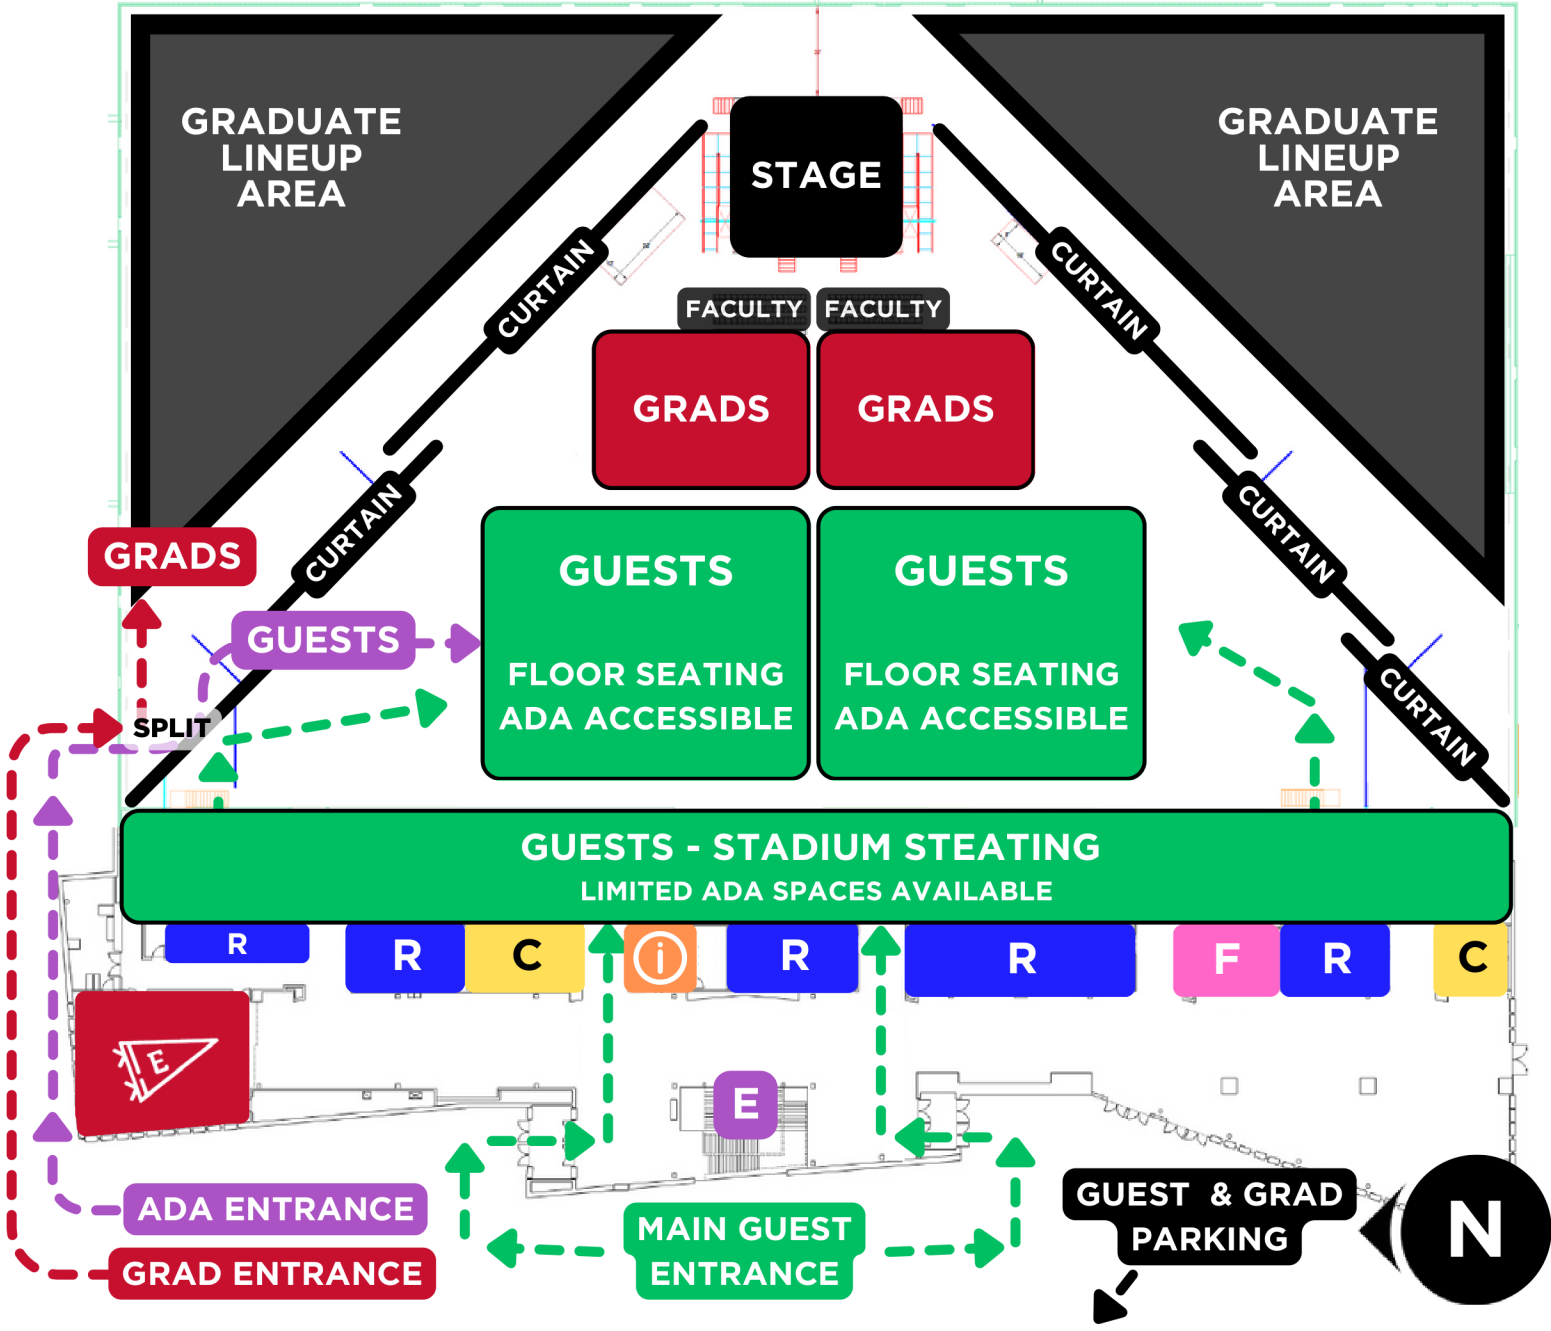 GRADUATE
LINEUP
AREA
GRADUATE
LINEUP
AREA
STAGE
CURTAIN
CURTAIN
FACULTY
FACULTY
GRADS
GRADS
CURTAIN
CURTAIN
GRADS
GUESTS
GUESTS
GUESTS
FLOOR SEATING
ADA ACCESSIBLE
FLOOR SEATING
ADA ACCESSIBLE
CURTAIN
SPLIT
GUESTS - STADIUM STEATING
LIMITED ADA SPACES AVAILABLE
R
R
C
i
R
R
F
R
C
E
E
ADA ENTRANCE
GRAD ENTRANCE
MAIN GUEST
ENTRANCE
GUEST & GRAD
PARKING
N